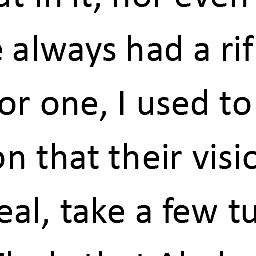 in it, nor even
always had a rif
or one, I used to
on that their visio
eal, take a few tu